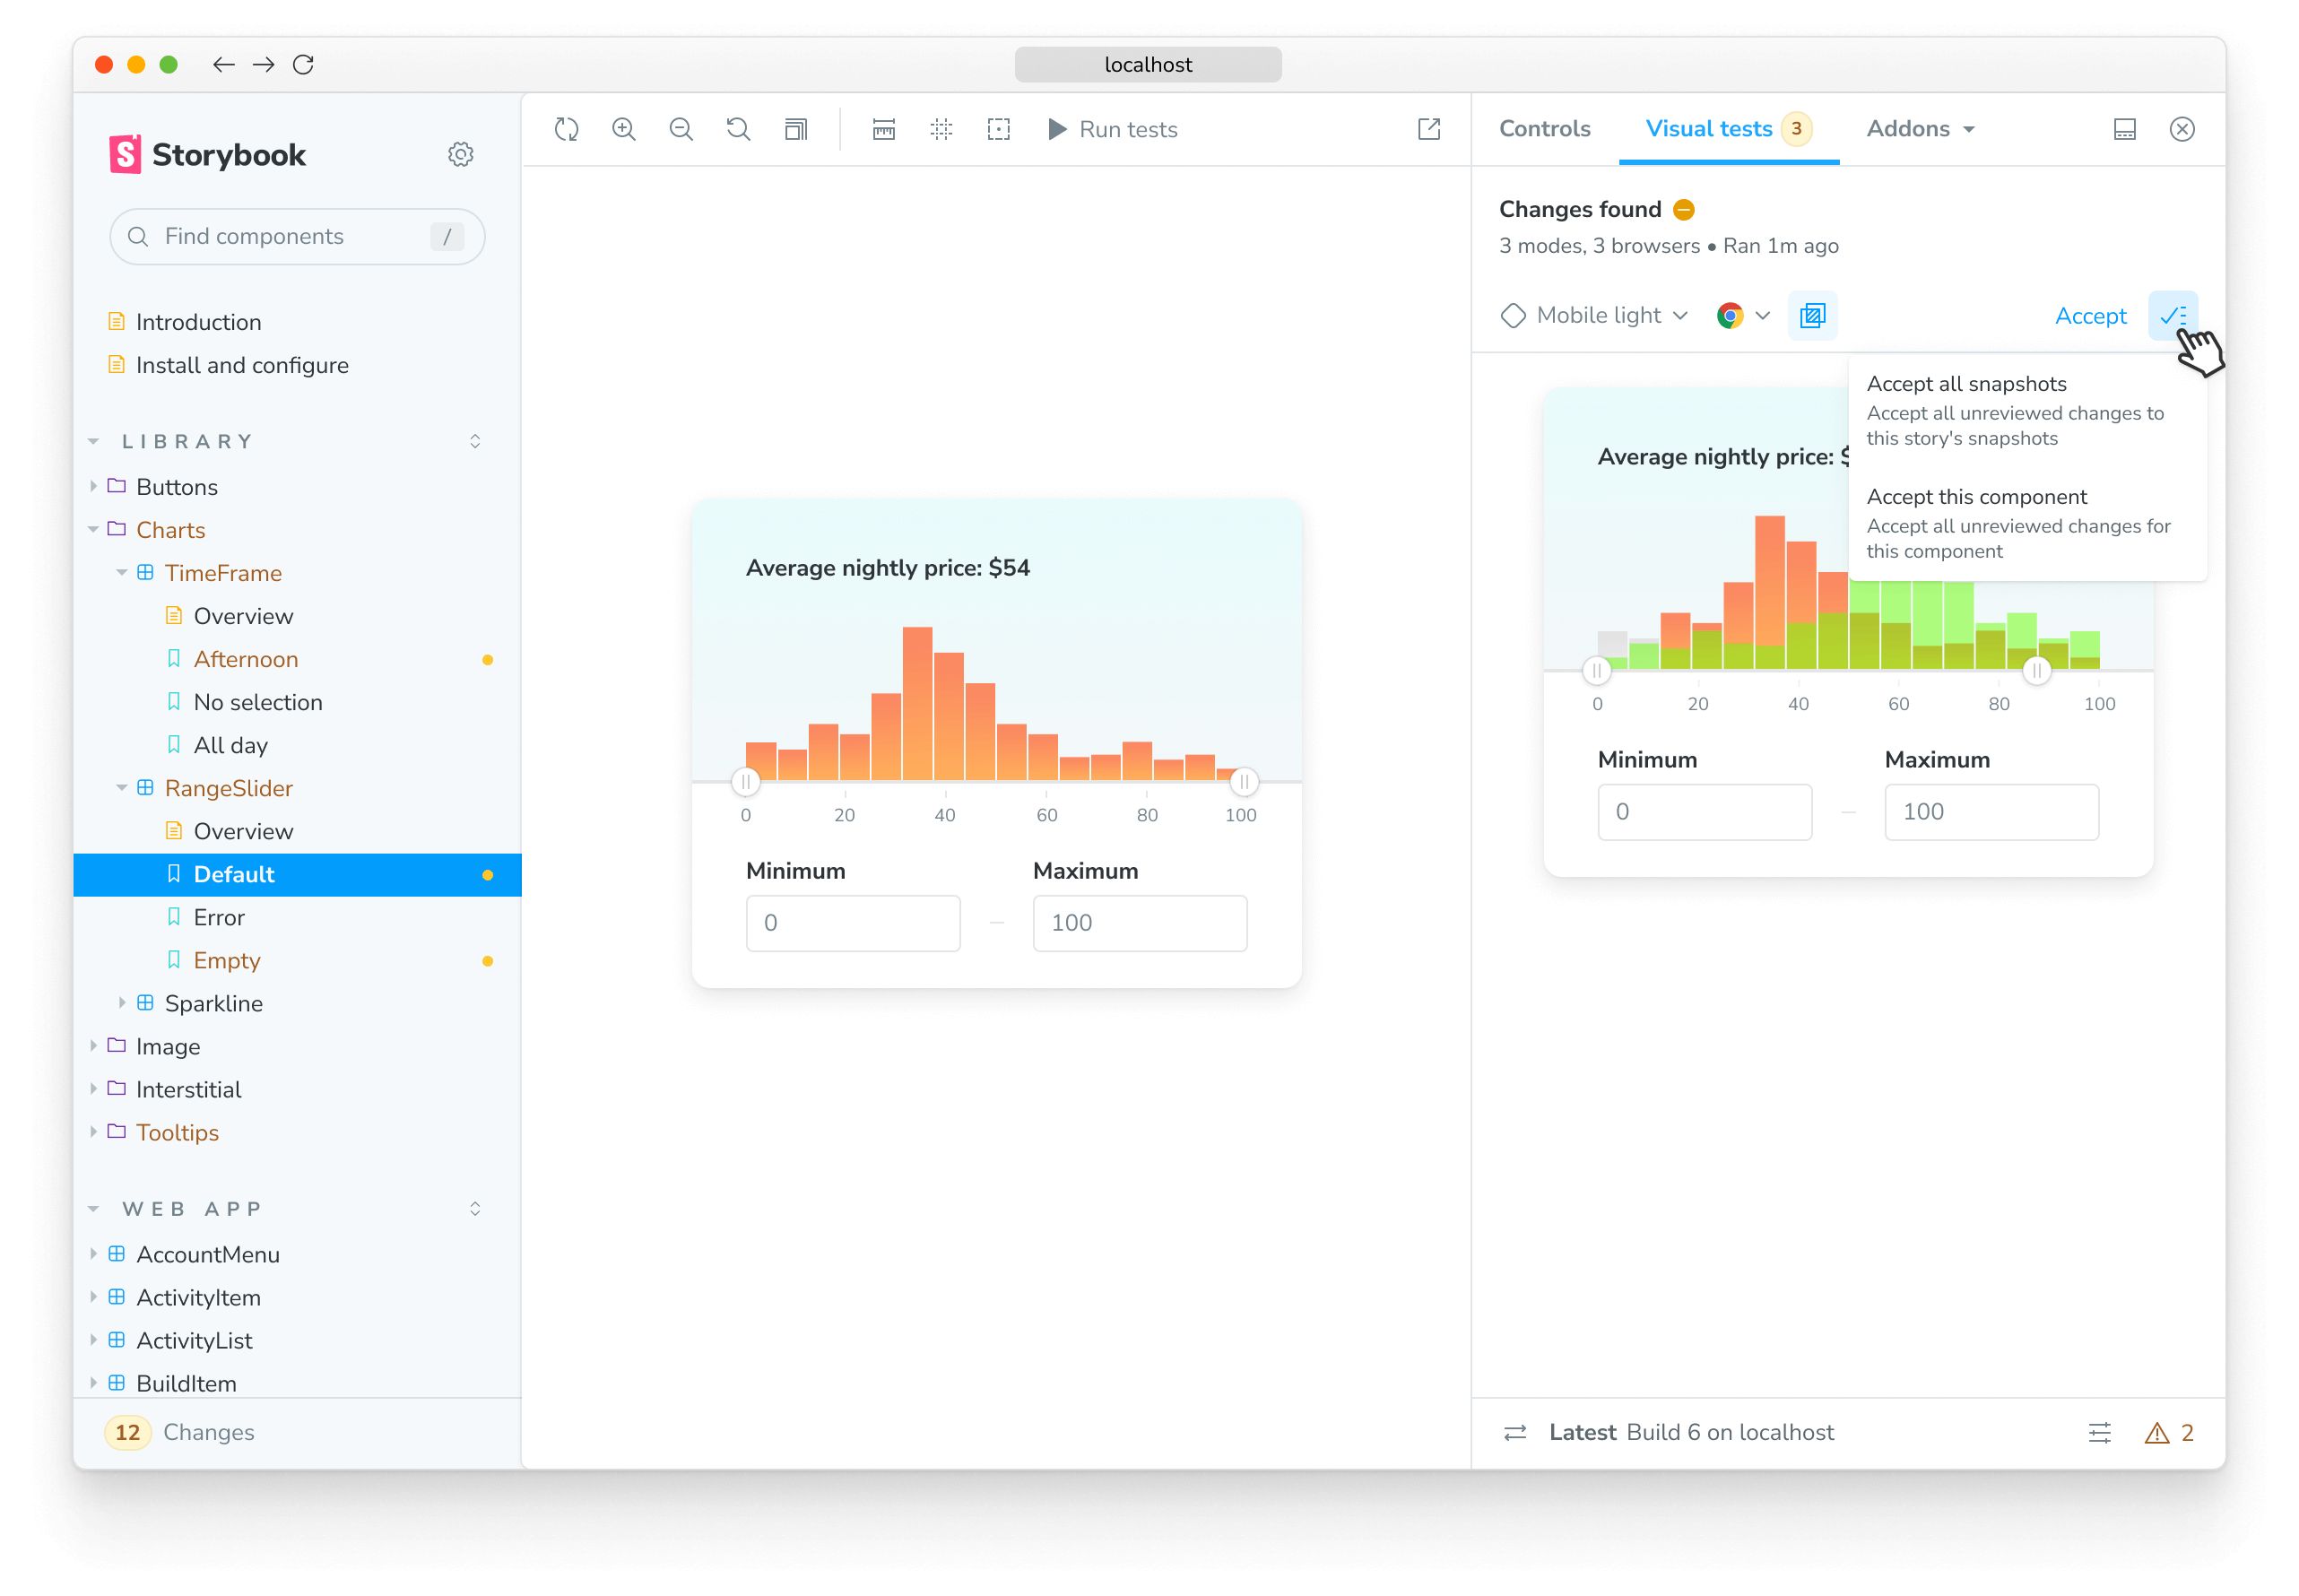 localhost
Storybook
Find components /
Introduction
Install and configure
LIBRARY
Buttons
Charts
TimeFrame
Overview
Afternoon
No selection
All day
RangeSlider
Overview
Default
Error
Empty
Sparkline
Image
Interstitial
Tooltips
WEB APP
AccountMenu
ActivityItem
ActivityList
BuildItem
12 Changes
Run tests
Average nightly price: $54
0 20 40 60 80 100
Minimum Maximum
0 – 100
Controls Visual tests 3 Addons
Changes found
3 modes, 3 browsers • Ran 1m ago
Mobile light Accept
Accept all snapshots
Accept all unreviewed changes to
this story's snapshots
Accept this component
Accept all unreviewed changes for
this component
Average nightly price: $
0 20 40 60 80 100
Minimum Maximum
0 – 100
Latest Build 6 on localhost 2